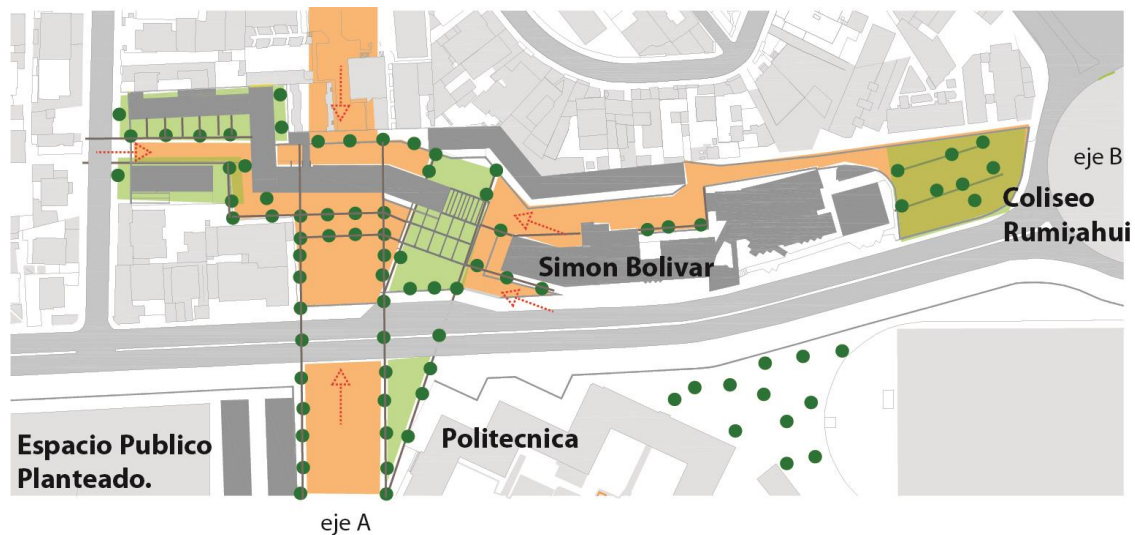 eje B
Coliseo
Rumi;ahui
Simon Bolivar
Espacio Publico
Planteado.
Politecnica
eje A